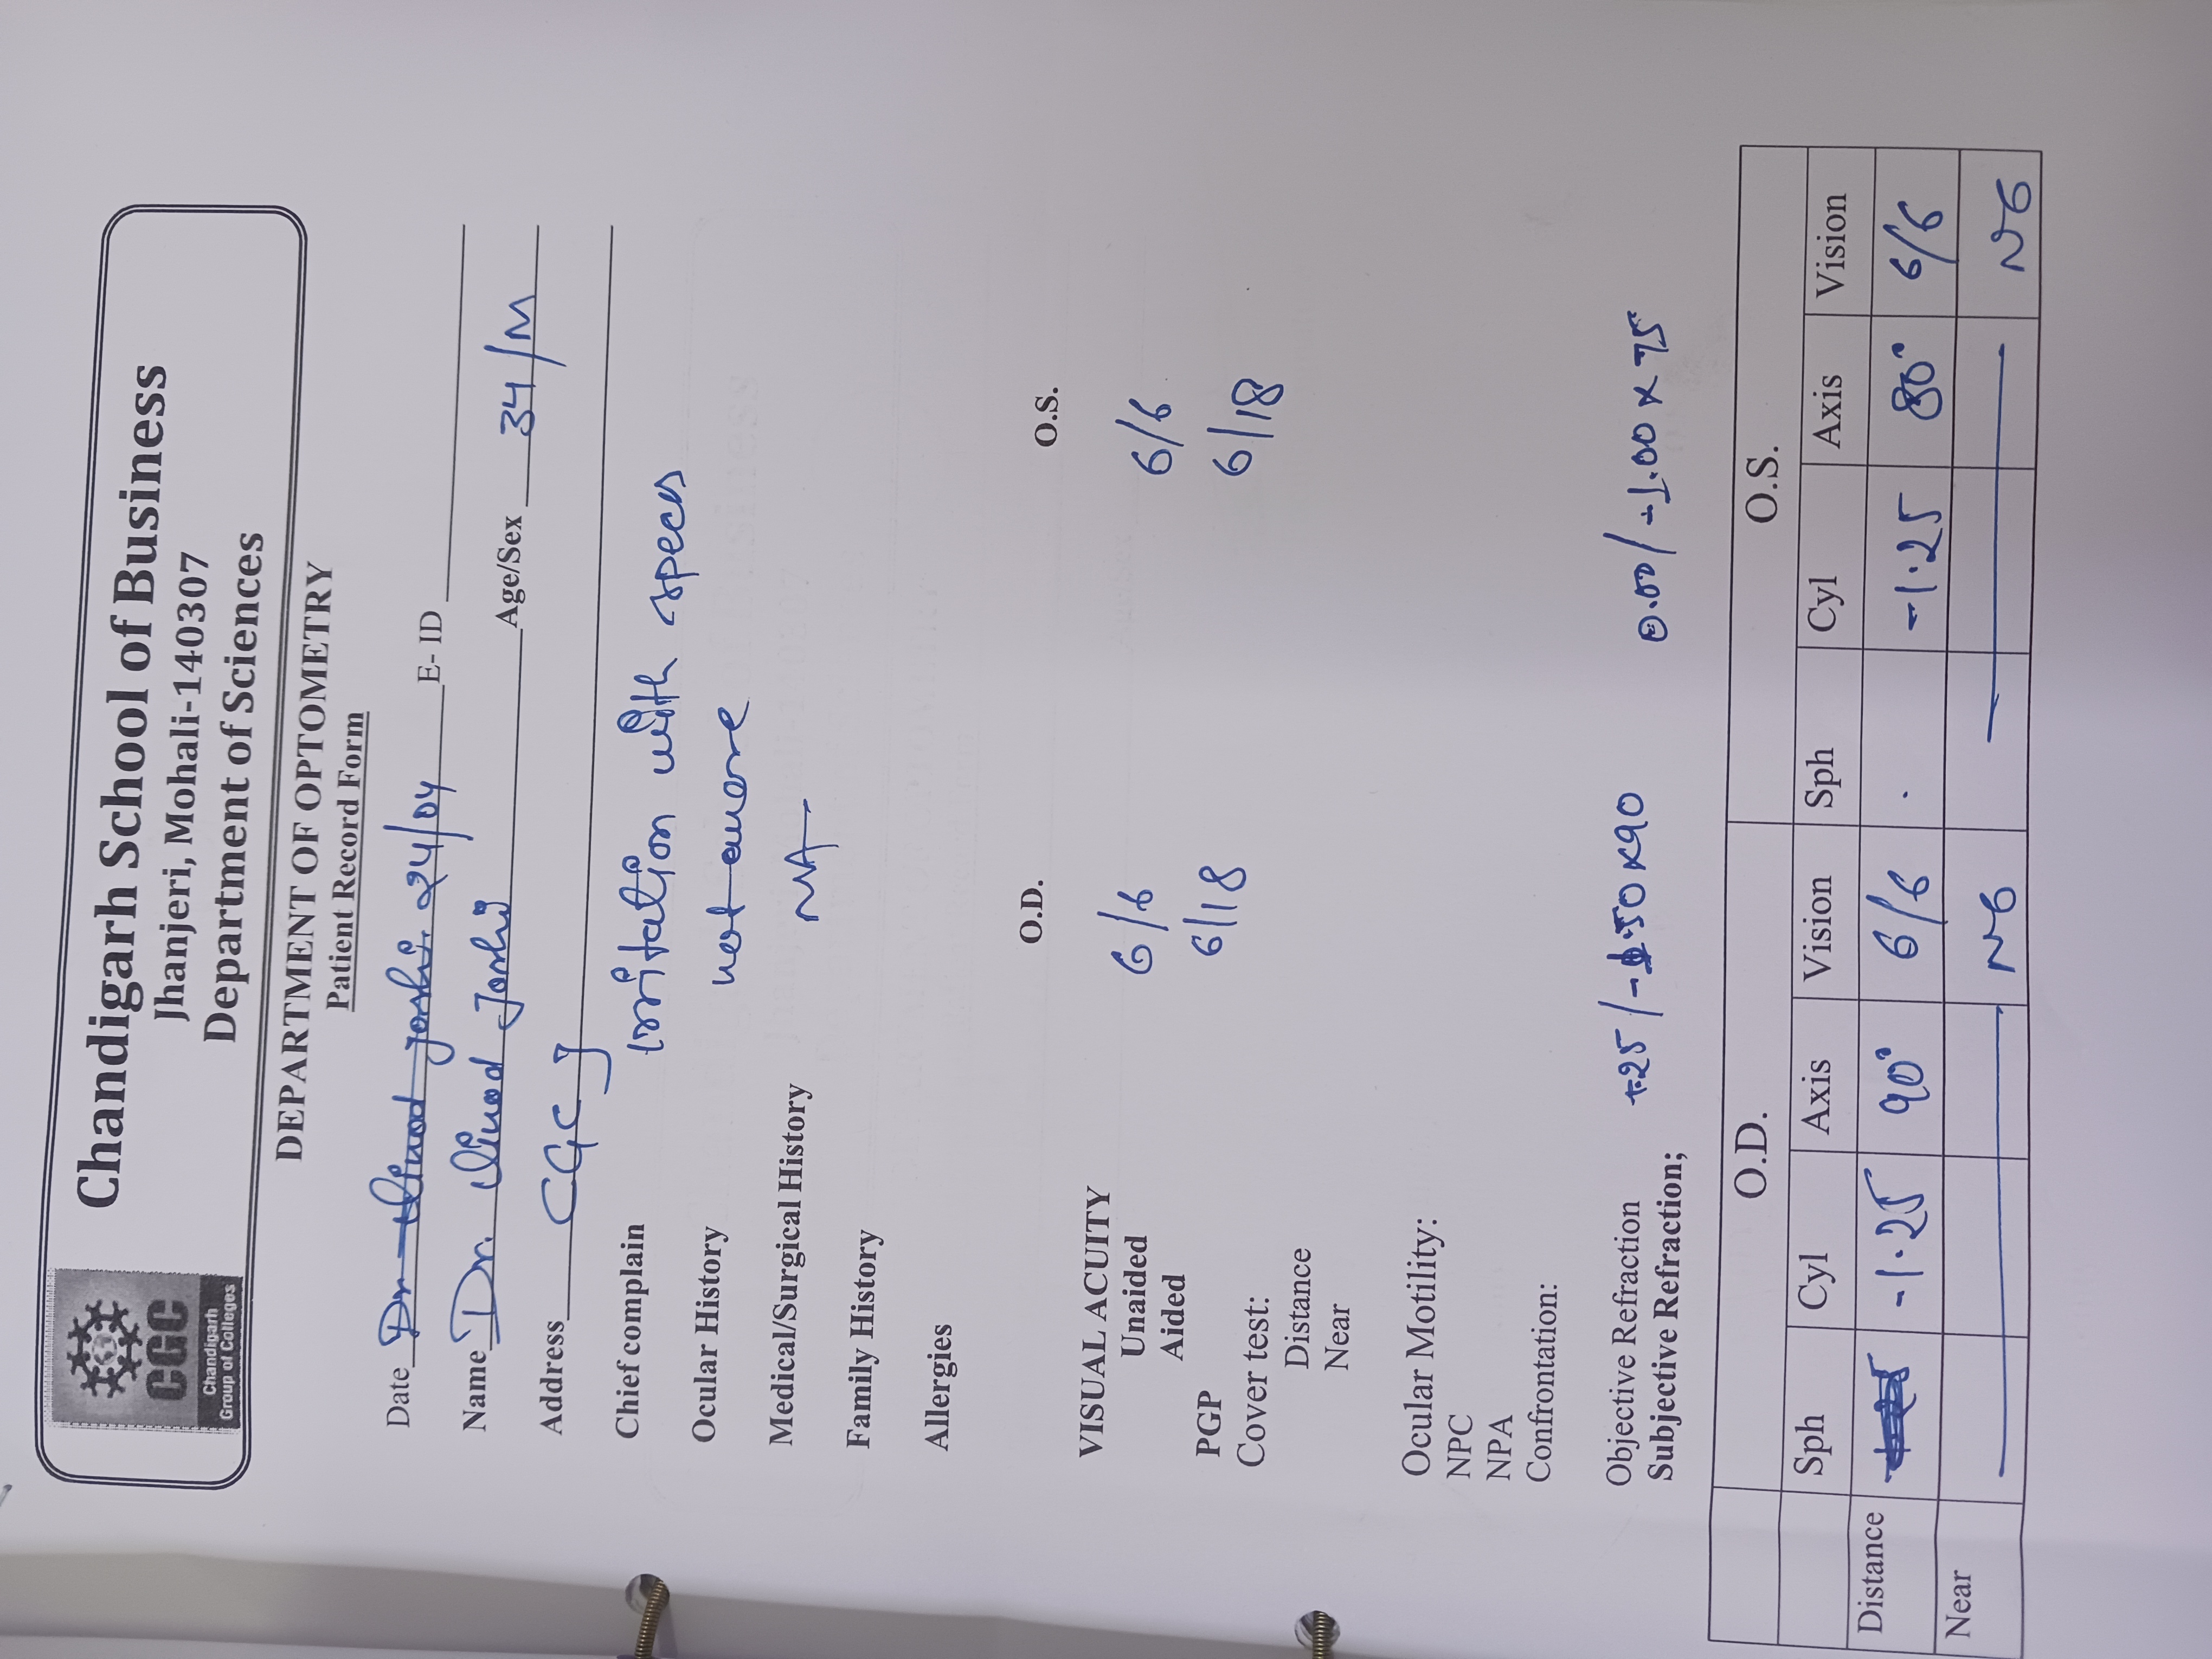 CGC
Chandigarh
Group of Colleges
Chandigarh School of Business
Jhanjeri, Mohali-140307
Department of Sciences
DEPARTMENT OF OPTOMETRY
Patient Record Form
Date Dr Vinod Joshi 24/04 E- ID
Name Dr. Vinod Joshi Age/Sex 34/M
Address CGC J
Chief complain Irritation with specs
Ocular History not aware
Medical/Surgical History NA
Family History
Allergies
O.D. O.S.
VISUAL ACUITY
Unaided 6/6 6/6
Aided
PGP 6/18 6/18
Cover test:
Distance
Near
Ocular Motility:
NPC
NPA
Confrontation:
Objective Refraction +.25/-1.50 x 90 0.00/-1.00 x 75
Subjective Refraction;
O.D. O.S.
Sph Cyl Axis Vision Sph Cyl Axis Vision
Distance -1.25 90° 6/6 -1.25 80° 6/6
Near N6 N6